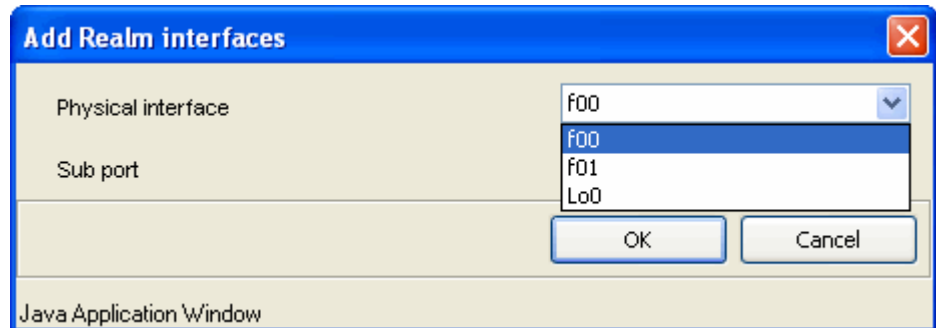 Add Realm interfaces
Physical interface
f00
f00
Sub port
f01
Lo0
OK
Cancel
Java Application Window